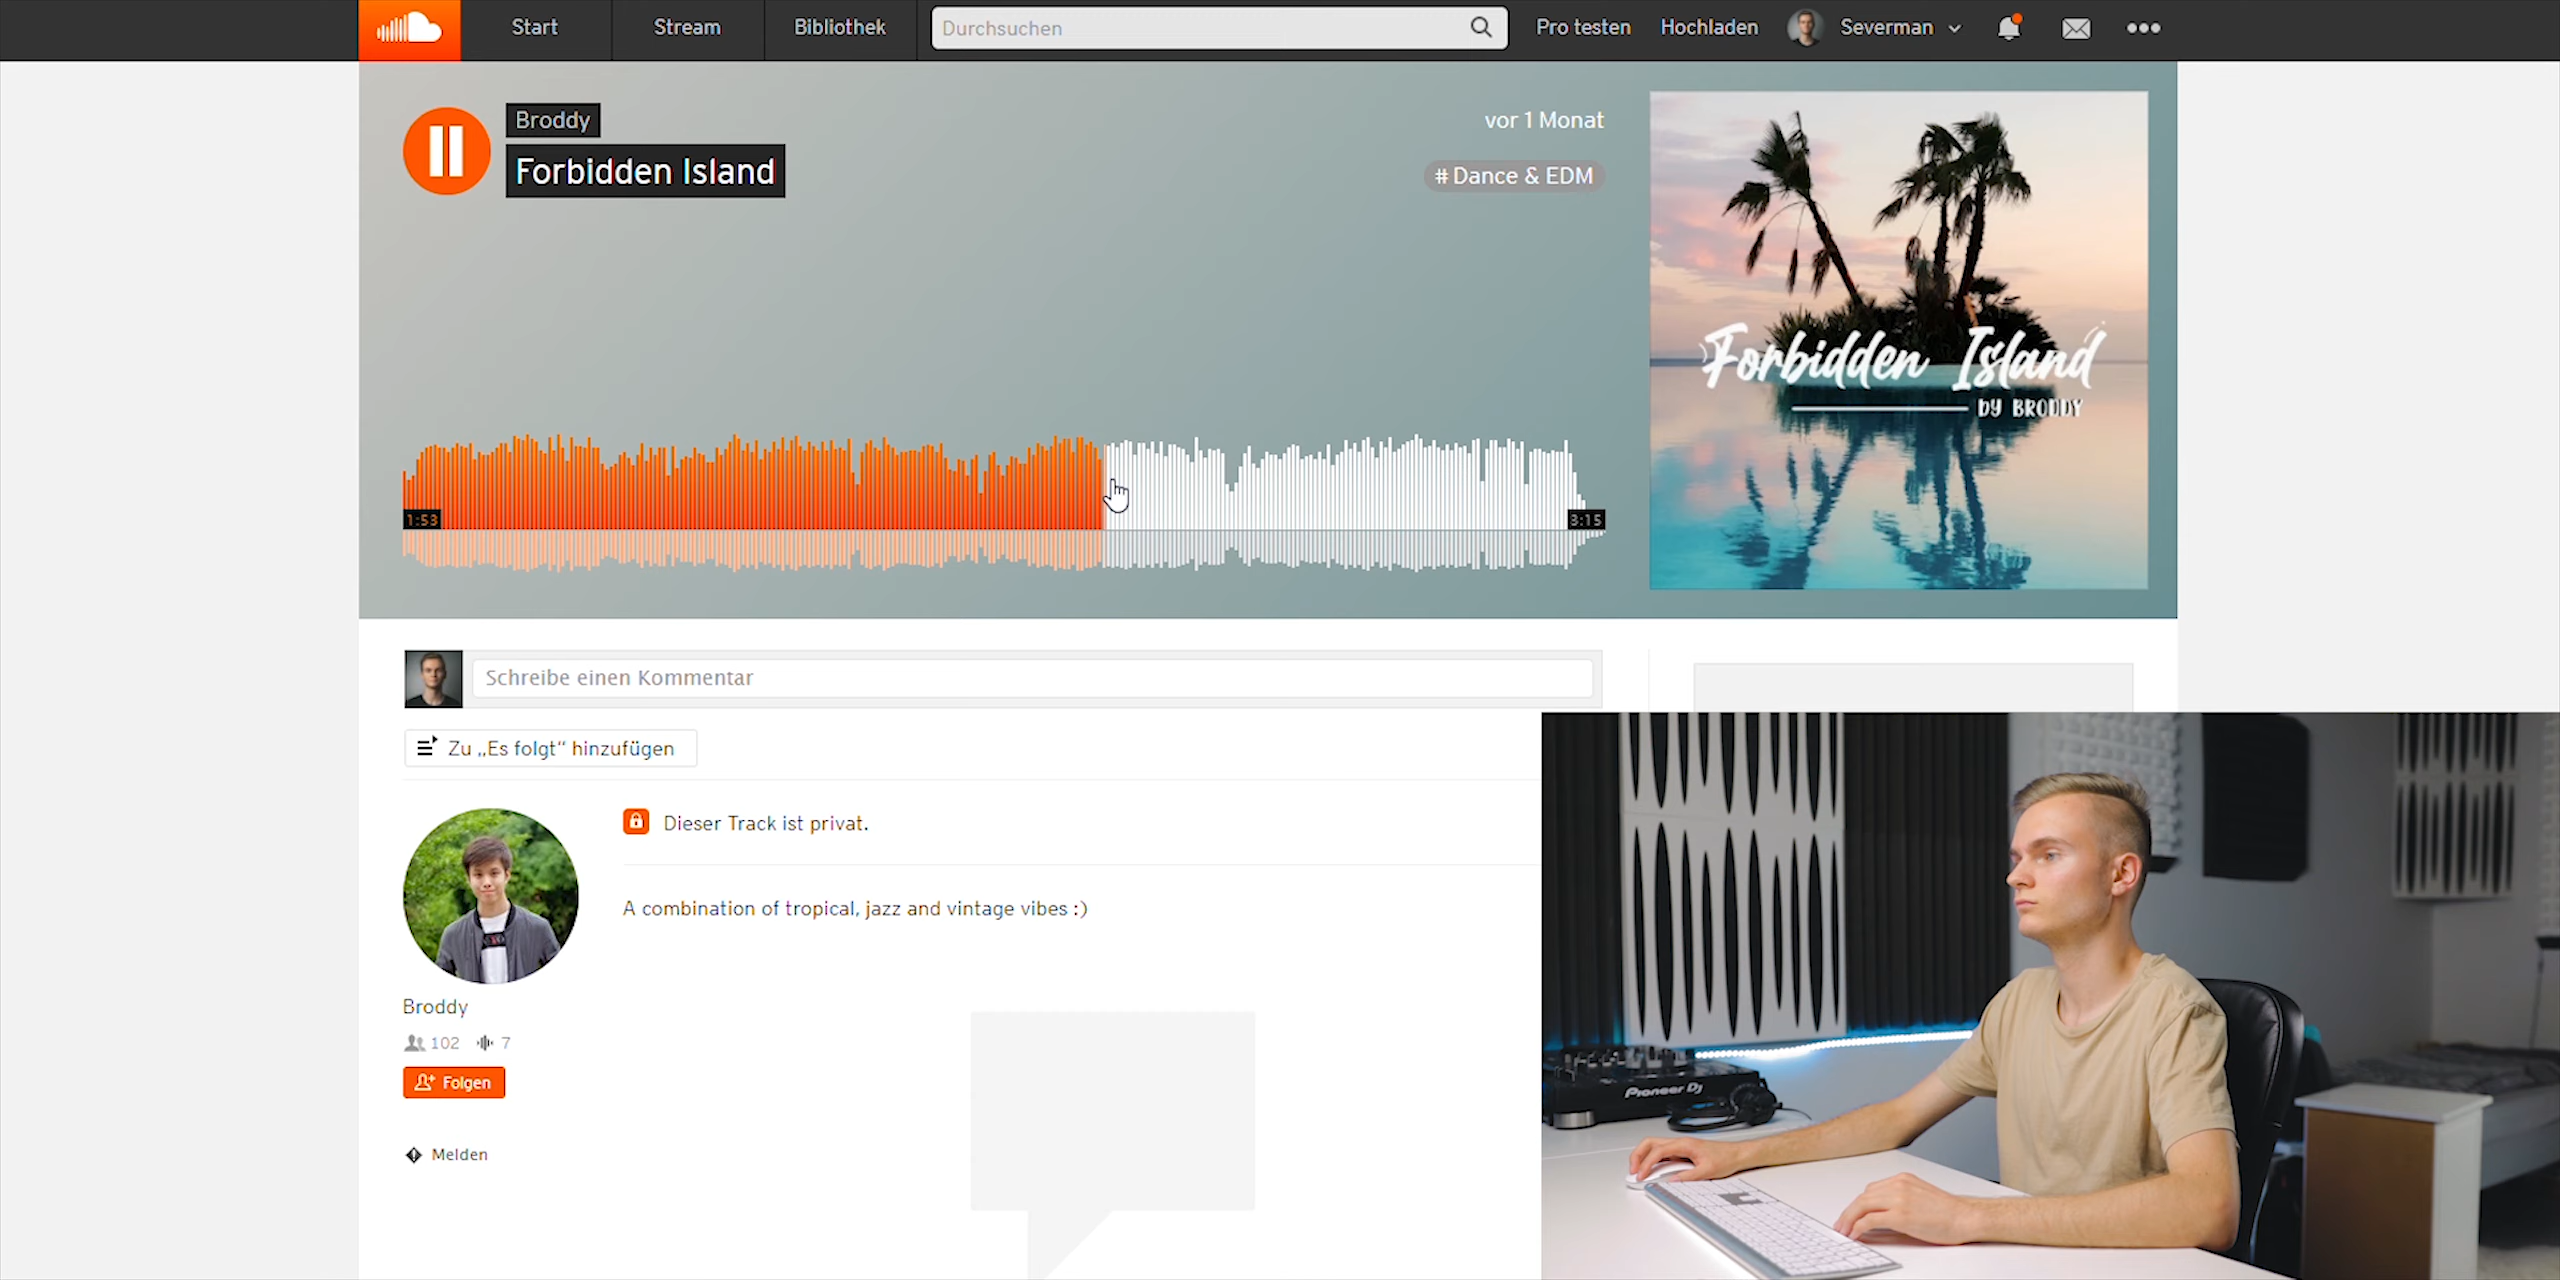 Start
Stream
Bibliothek
Durchsuchen
Pro testen
Hochladen
Severman
Broddy
Forbidden Island
vor 1 Monat
# Dance & EDM
Forbidden Island
by BRODDY
1:53
3:15
Schreibe einen Kommentar
Zu „Es folgt“ hinzufügen
Dieser Track ist privat.
A combination of tropical, jazz and vintage vibes :)
Broddy
102
7
Folgen
Melden
Pioneer Dj